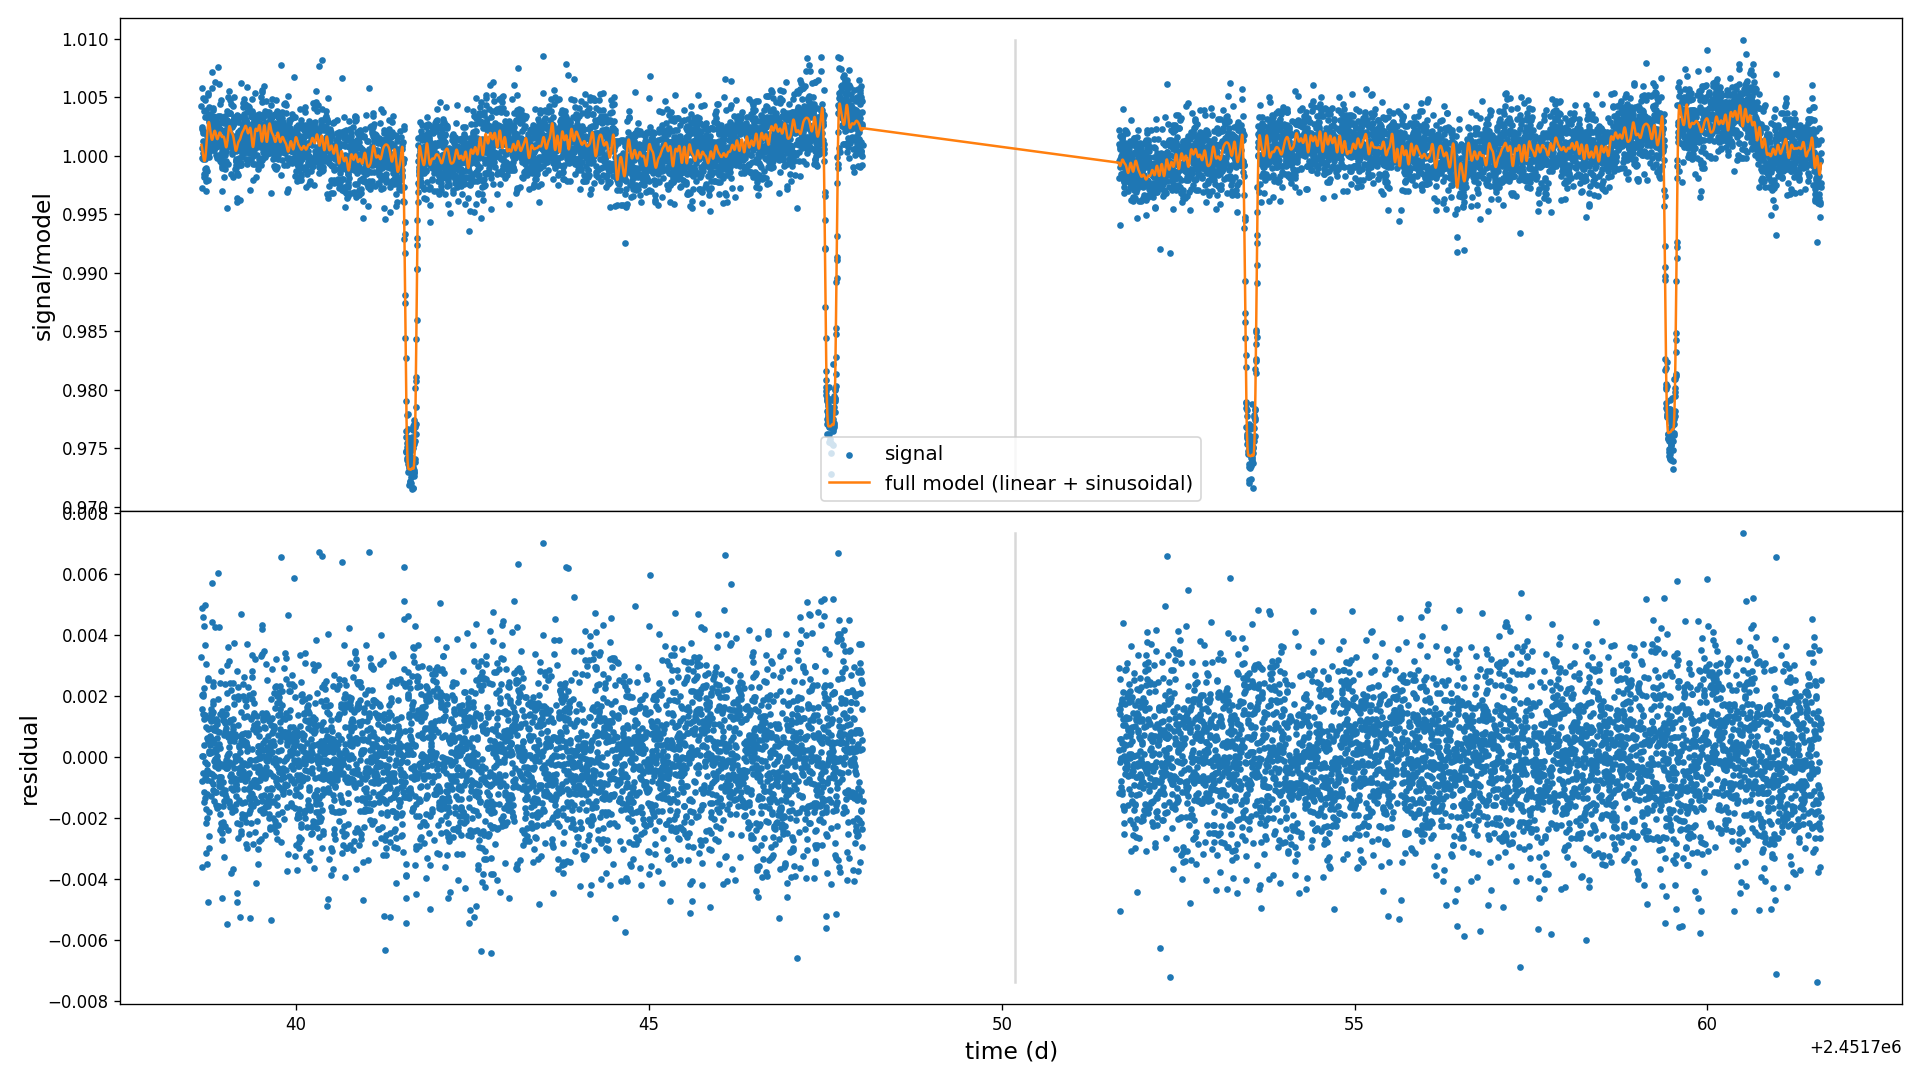 signal/model
1.010
1.005
1.000
0.995
0.990
0.985
0.980
0.975
0.970
signal
full model (linear + sinusoidal)
residual
0.008
0.006
0.004
0.002
0.000
−0.002
−0.004
−0.006
−0.008
40 45 50 55 60
time (d)
+2.4517e6